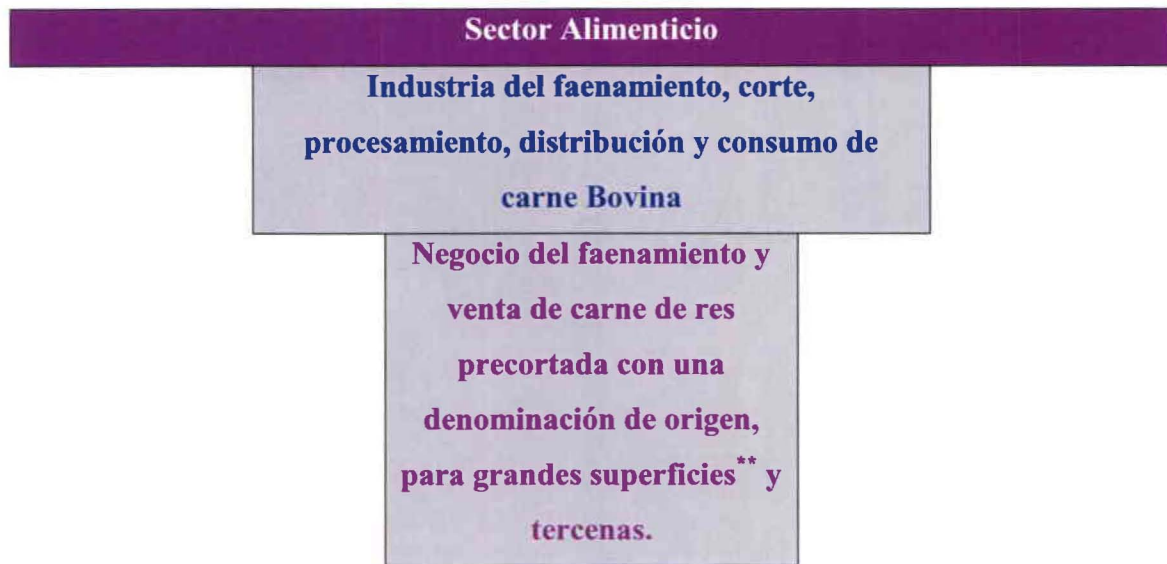 Sector Alimenticio
Industria del faenamiento, corte,
procesamiento, distribución y consumo de
carne Bovina
Negocio del faenamiento y
venta de carne de res
precortada con una
denominación de origen,
para grandes superficies** y
tercenas.